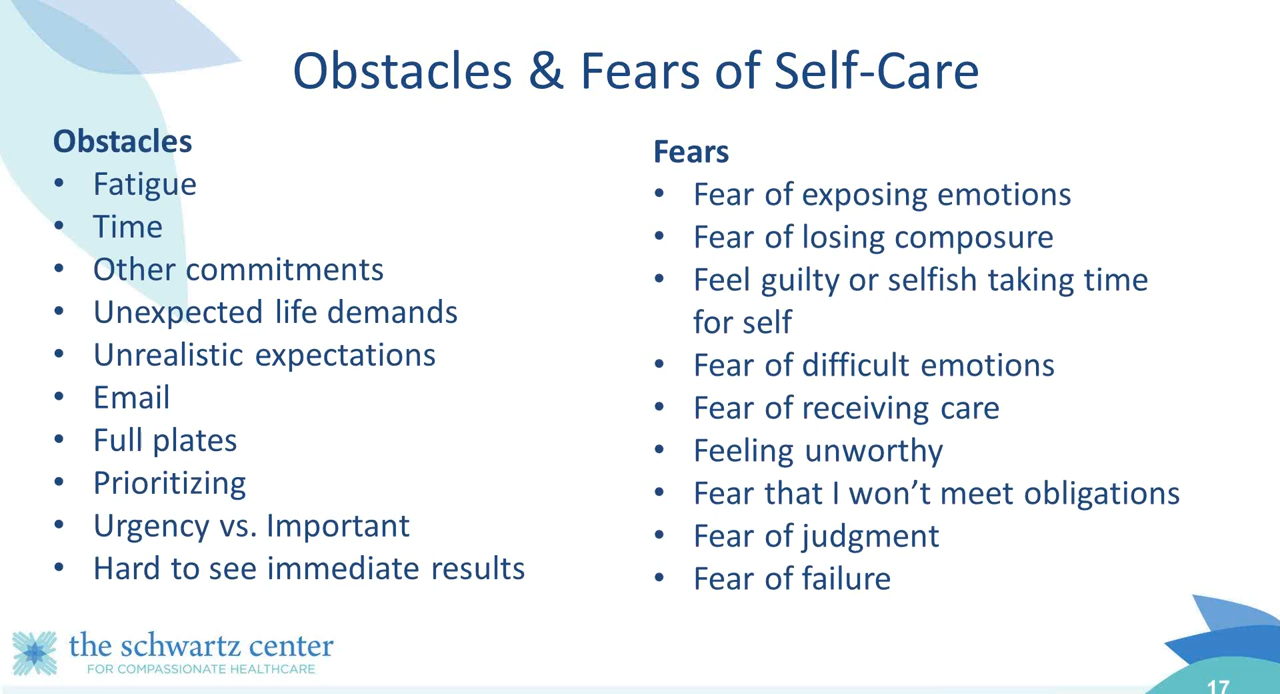 Obstacles & Fears of Self-Care
Obstacles
• Fatigue
• Time
• Other commitments
• Unexpected life demands
• Unrealistic expectations
• Email
• Full plates
• Prioritizing
• Urgency vs. Important
• Hard to see immediate results
Fears
• Fear of exposing emotions
• Fear of losing composure
• Feel guilty or selfish taking time
for self
• Fear of difficult emotions
• Fear of receiving care
• Feeling unworthy
• Fear that I won’t meet obligations
• Fear of judgment
• Fear of failure
the schwartz center
FOR COMPASSIONATE HEALTHCARE
17